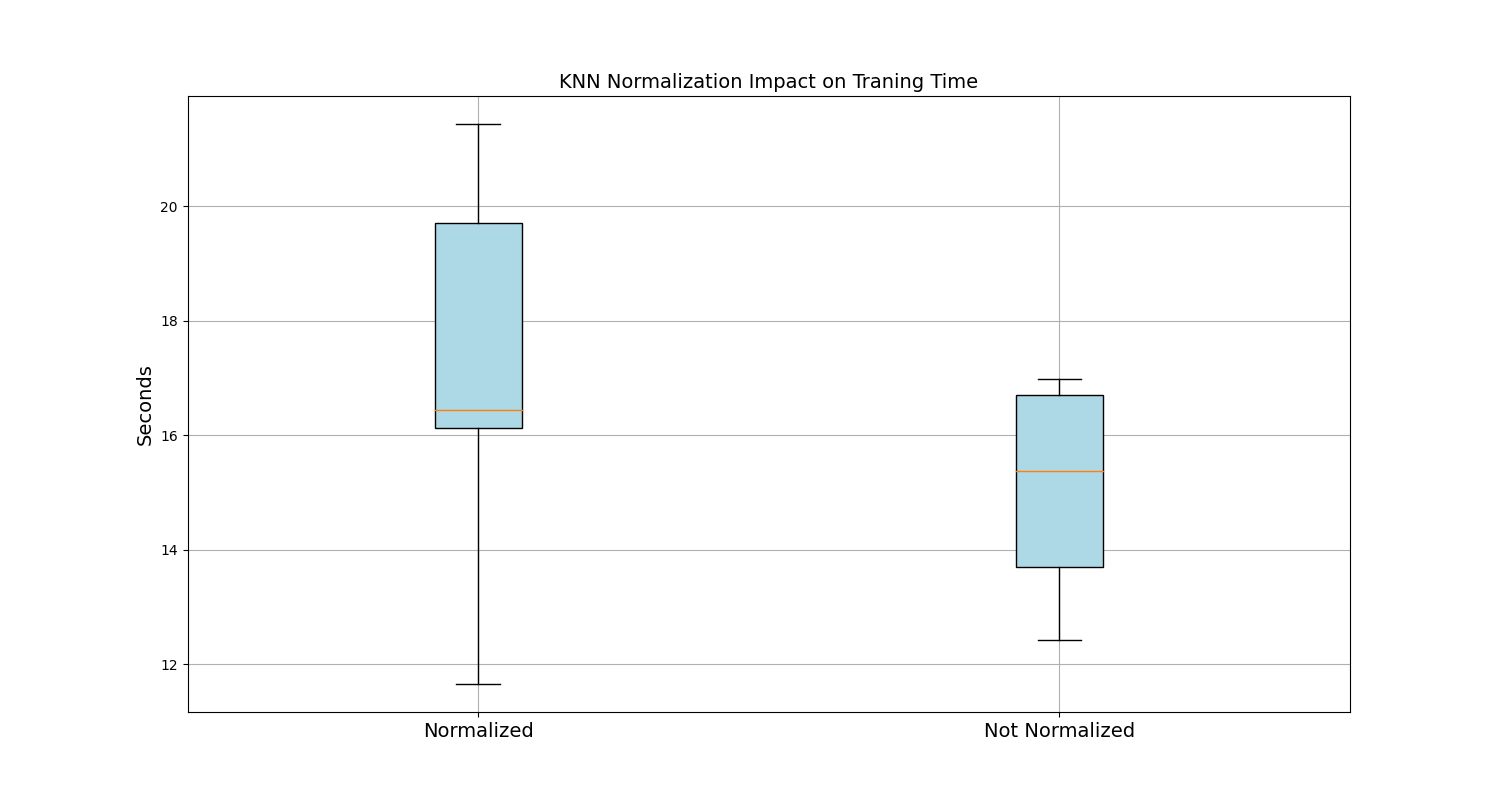 KNN Normalization Impact on Traning Time
20
18
16
14
12
Seconds
Normalized
Not Normalized